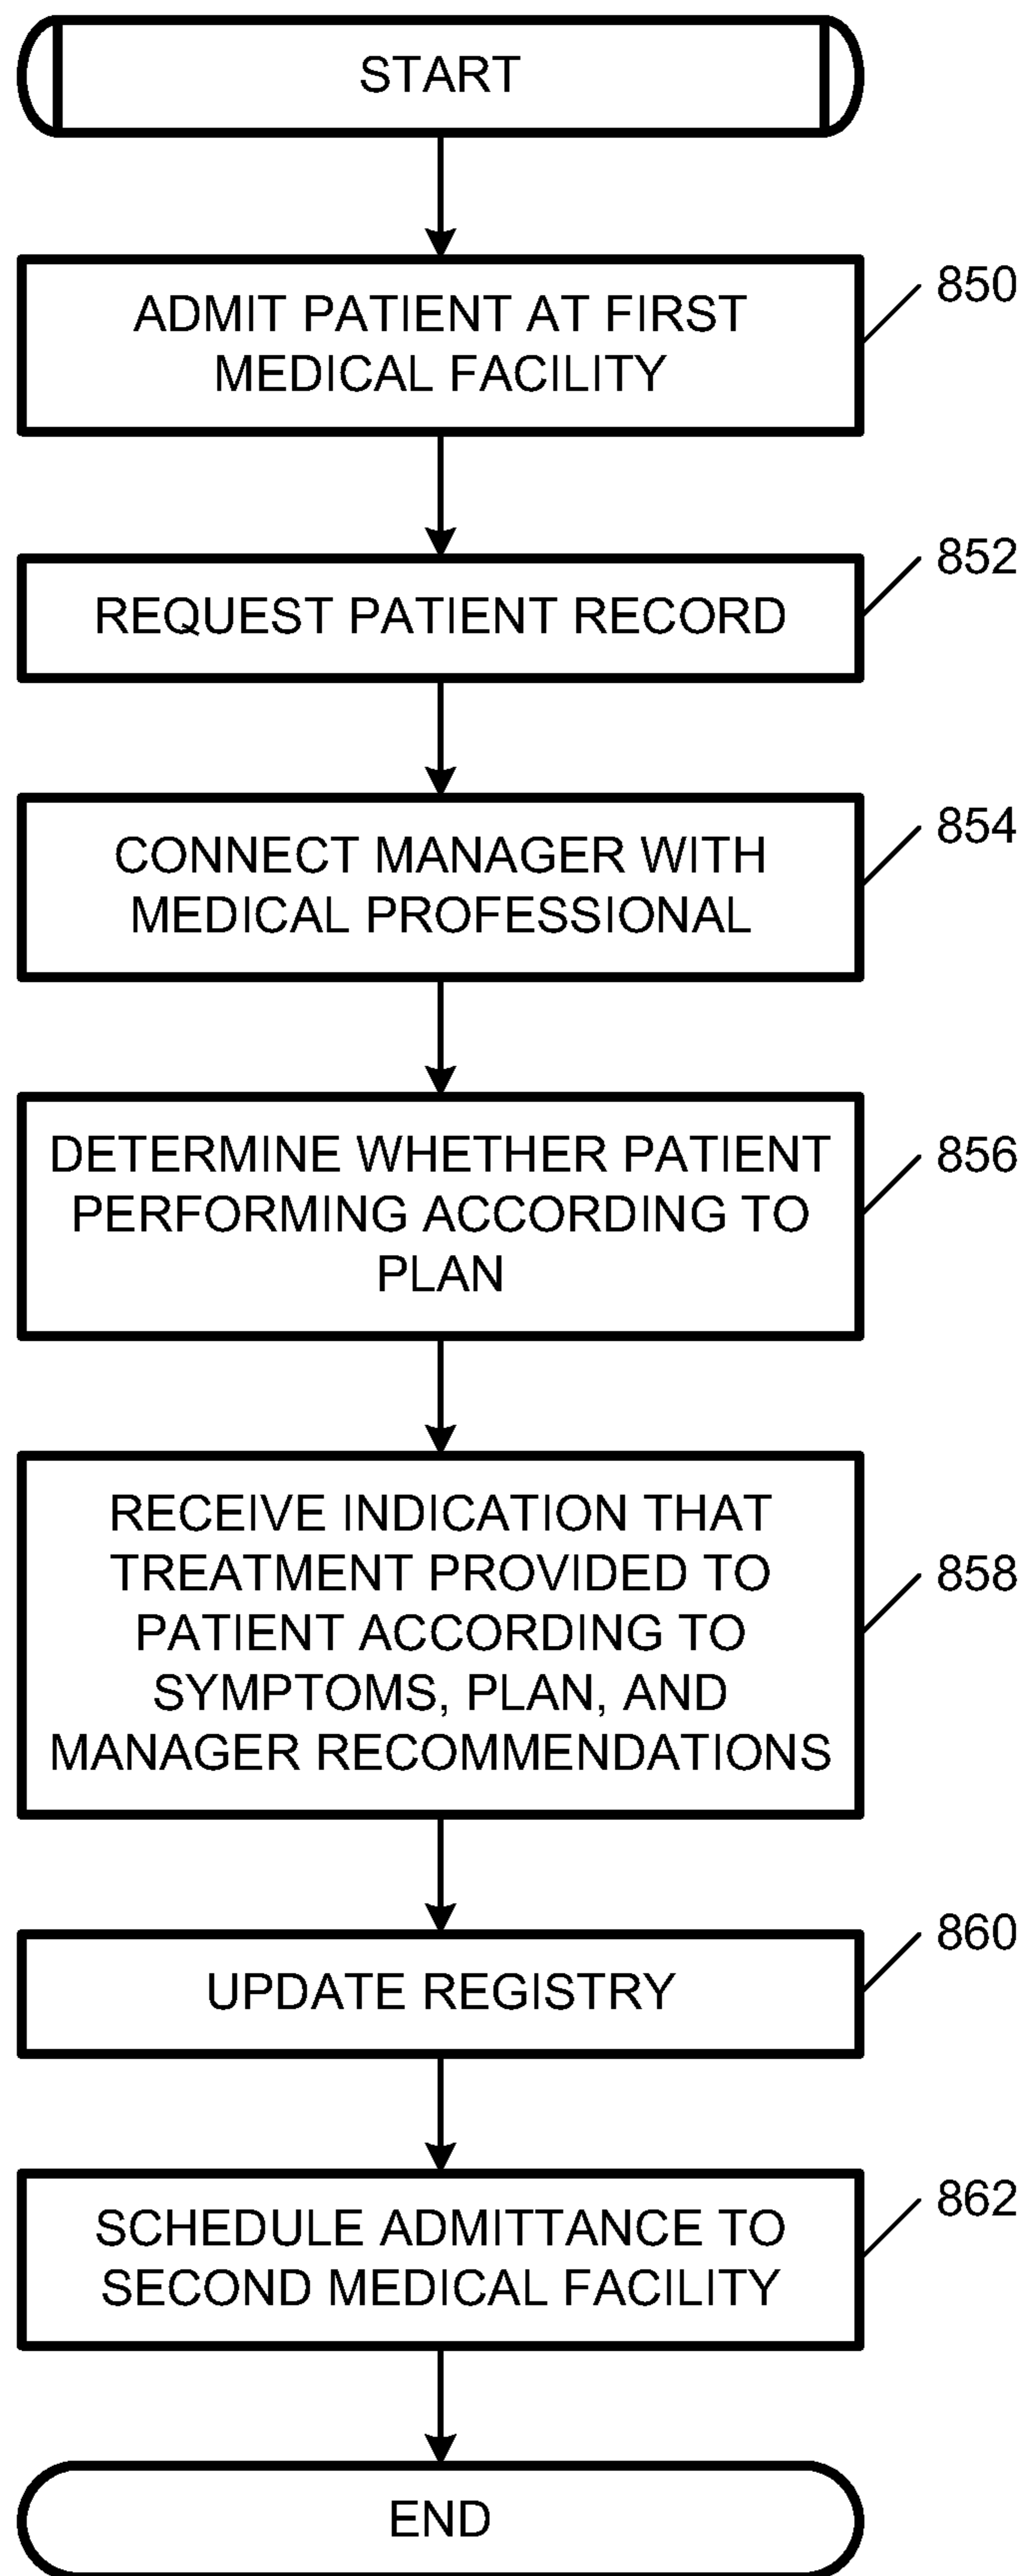 START
ADMIT PATIENT AT FIRST
MEDICAL FACILITY
850
REQUEST PATIENT RECORD
852
CONNECT MANAGER WITH
MEDICAL PROFESSIONAL
854
DETERMINE WHETHER PATIENT
PERFORMING ACCORDING TO
PLAN
856
RECEIVE INDICATION THAT
TREATMENT PROVIDED TO
PATIENT ACCORDING TO
SYMPTOMS, PLAN, AND
MANAGER RECOMMENDATIONS
858
UPDATE REGISTRY
860
SCHEDULE ADMITTANCE TO
SECOND MEDICAL FACILITY
862
END